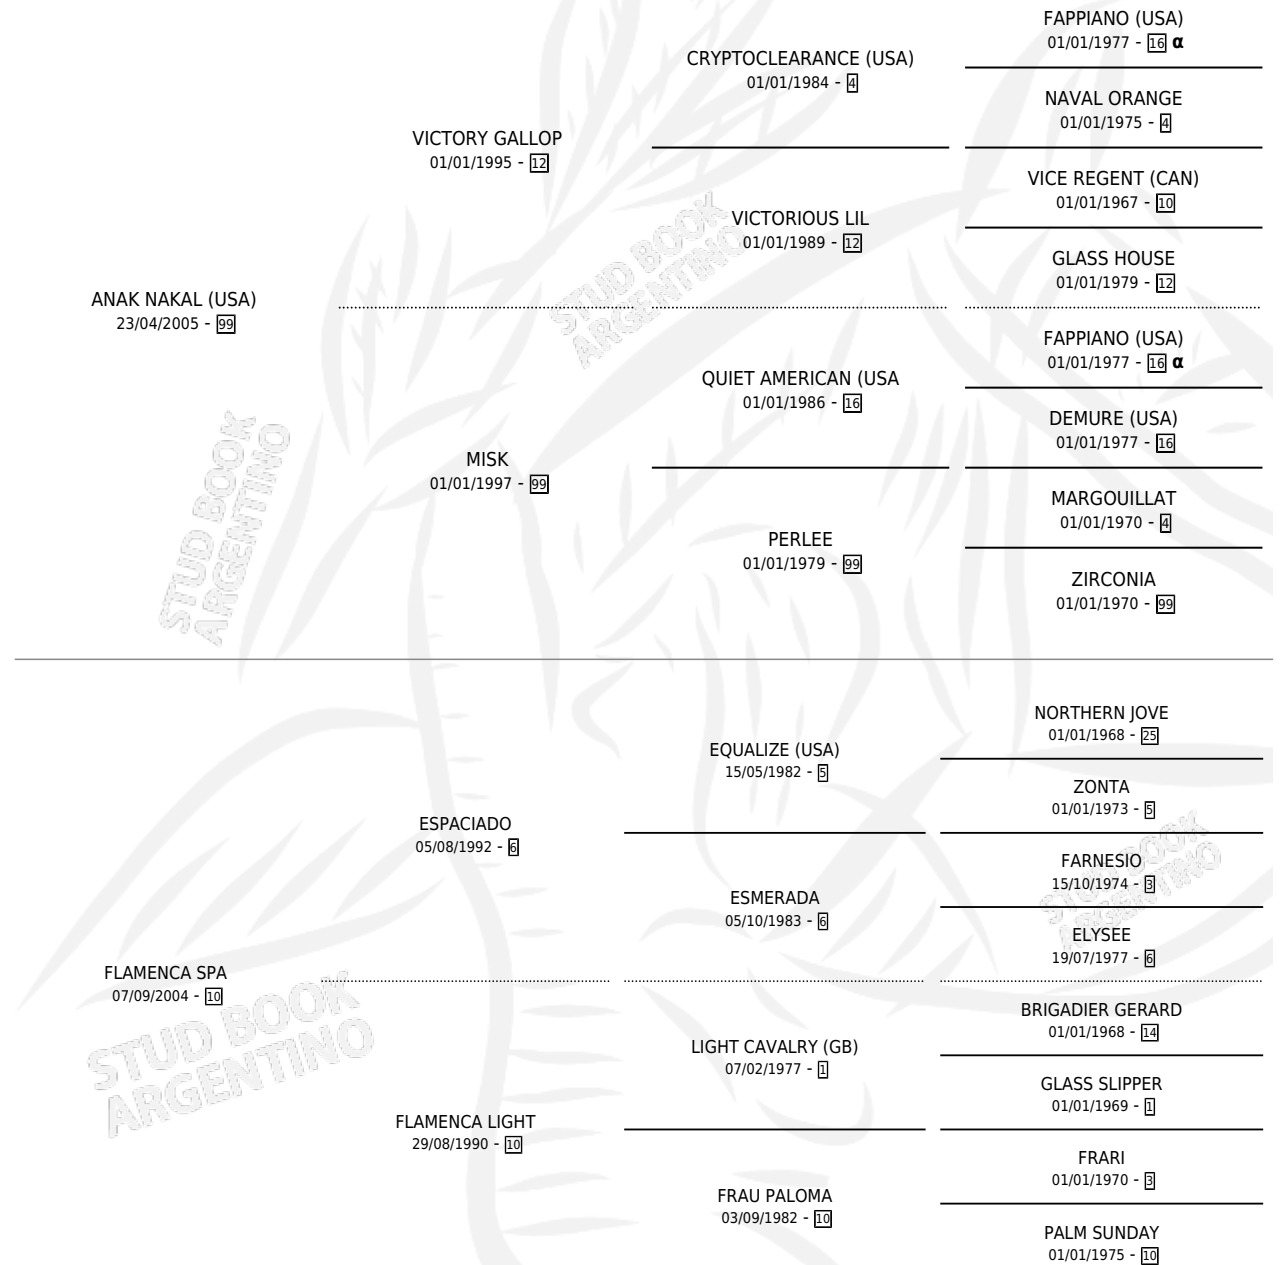 FAPPIANO (USA)
01/01/1977 - 16 α
CRYPTOCLEARANCE (USA)
01/01/1984 - 4
NAVAL ORANGE
01/01/1975 - 4
VICTORY GALLOP
01/01/1995 - 12
VICE REGENT (CAN)
01/01/1967 - 10
VICTORIOUS LIL
01/01/1989 - 12
GLASS HOUSE
01/01/1979 - 12
ANAK NAKAL (USA)
23/04/2005 - 99
FAPPIANO (USA)
01/01/1977 - 16 α
QUIET AMERICAN (USA
01/01/1986 - 16
DEMURE (USA)
01/01/1977 - 16
MISK
01/01/1997 - 99
MARGOUILLAT
01/01/1970 - 4
PERLEE
01/01/1979 - 99
ZIRCONIA
01/01/1970 - 99
NORTHERN JOVE
01/01/1968 - 25
EQUALIZE (USA)
15/05/1982 - 5
ZONTA
01/01/1973 - 5
ESPACIADO
05/08/1992 - 6
FARNESIO
15/10/1974 - 3
ESMERADA
05/10/1983 - 6
ELYSEE
19/07/1977 - 6
FLAMENCA SPA
07/09/2004 - 10
BRIGADIER GERARD
01/01/1968 - 14
LIGHT CAVALRY (GB)
07/02/1977 - 1
GLASS SLIPPER
01/01/1969 - 1
FLAMENCA LIGHT
29/08/1990 - 10
FRARI
01/01/1970 - 3
FRAU PALOMA
03/09/1982 - 10
PALM SUNDAY
01/01/1975 - 10
STUD BOOK
ARGENTINO
STUD BOOK
ARGENTINO
STUD BOOK
ARGENTINO
STUD BOOK
ARGENTINO